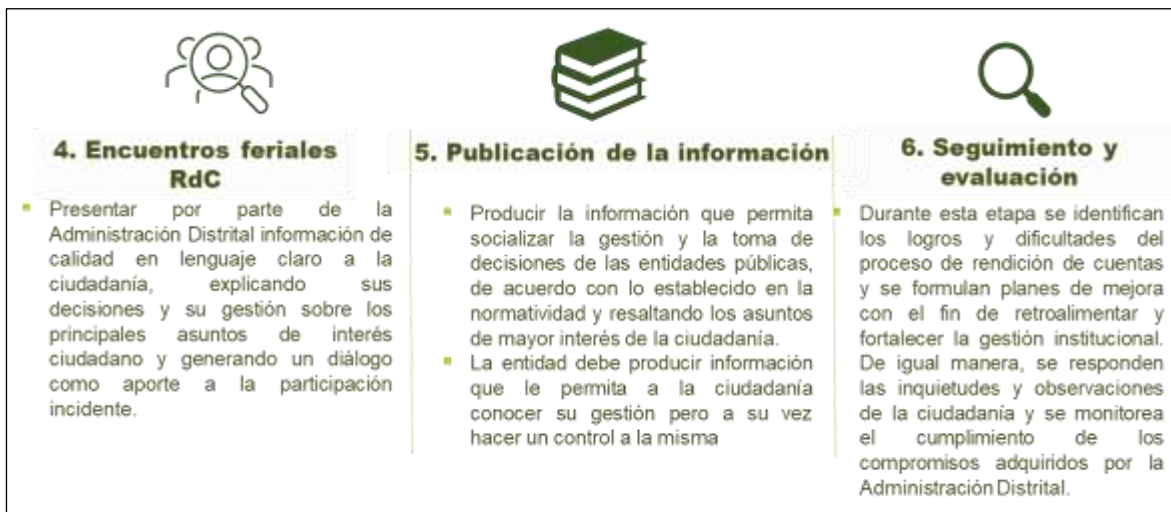 4. Encuentros feriales
RdC
Presentar por parte de la
Administración Distrital información de
calidad en lenguaje claro a la
ciudadanía, explicando sus
decisiones y su gestión sobre los
principales asuntos de interés
ciudadano y generando un diálogo
como aporte a la participación
incidente.
5. Publicación de la información
Producir la información que permita
socializar la gestión y la toma de
decisiones de las entidades públicas,
de acuerdo con lo establecido en la
normatividad y resaltando los asuntos
de mayor interés de la ciudadanía.
La entidad debe producir información
que le permita a la ciudadanía
conocer su gestión pero a su vez
hacer un control a la misma
6. Seguimiento y
evaluación
Durante esta etapa se identifican
los logros y dificultades del
proceso de rendición de cuentas
y se formulan planes de mejora
con el fin de retroalimentar y
fortalecer la gestión institucional.
De igual manera, se responden
las inquietudes y observaciones
de la ciudadanía y se monitorea
el cumplimiento de los
compromisos adquiridos por la
Administración Distrital.